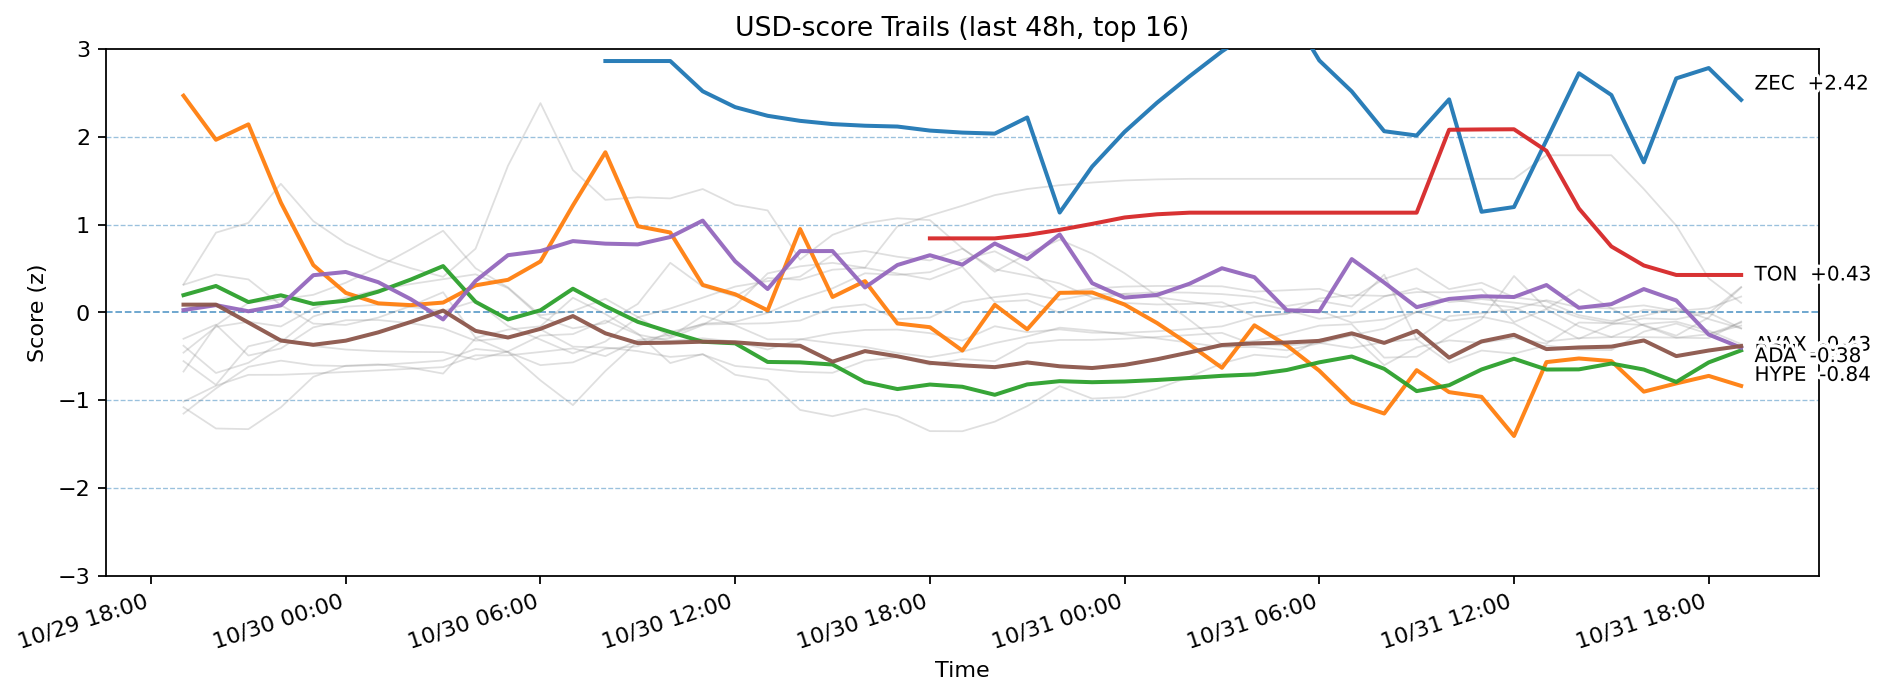 USD-score Trails (last 48h, top 16)
Score (z)
3
2
1
0
−1
−2
−3
ZEC +2.42
TON +0.43
AVAX -0.43
ADA -0.38
HYPE -0.84
10/29 18:00
10/30 00:00
10/30 06:00
10/30 12:00
10/30 18:00
10/31 00:00
10/31 06:00
10/31 12:00
10/31 18:00
Time